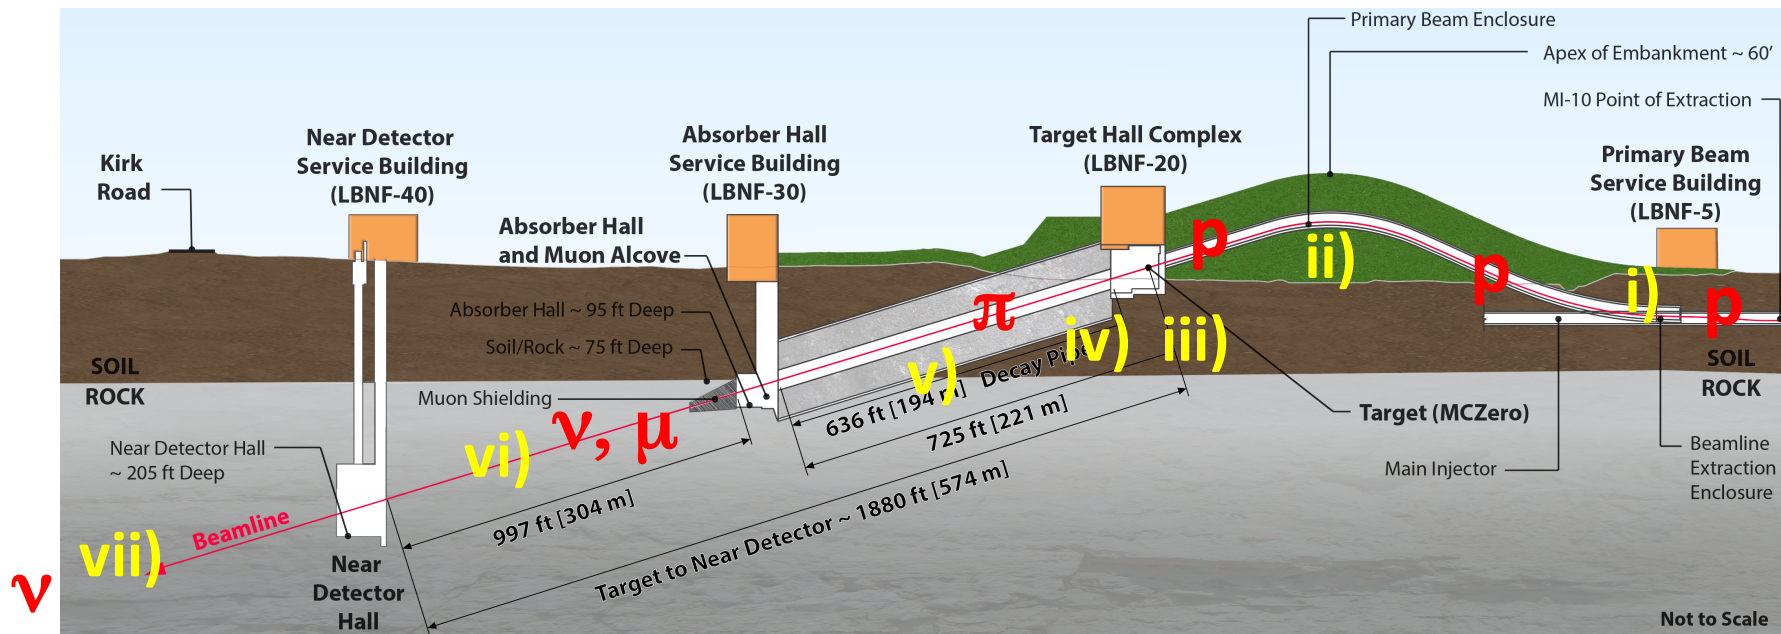 Primary Beam Enclosure
Apex of Embankment ~ 60’
MI-10 Point of Extraction
Kirk
Road
Near Detector
Service Building
(LBNF-40)
Absorber Hall
Service Building
(LBNF-30)
Target Hall Complex
(LBNF-20)
Primary Beam
Service Building
(LBNF-5)
Absorber Hall
and Muon Alcove
p
ii)
p
i)
p
π
iv)
iii)
v)
Absorber Hall ~ 95 ft Deep
Soil/Rock ~ 75 ft Deep
SOIL
ROCK
SOIL
ROCK
Muon Shielding
ν, μ
vi)
Decay Pipe
636 ft [194 m]
725 ft [221 m]
997 ft [304 m]
Target to Near Detector ~ 1880 ft [574 m]
Target (MCZero)
Main Injector
Beamline
Extraction
Enclosure
Near Detector Hall
~ 205 ft Deep
Beamline
vii)
ν
Near
Detector
Hall
Not to Scale